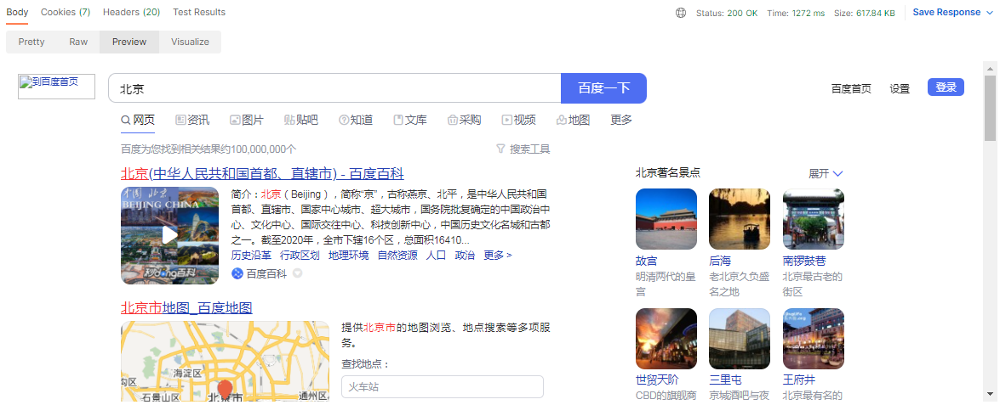 Body Cookies (7) Headers (20) Test Results
Status: 200 OK Time: 1272 ms Size: 617.84 KB Save Response
Pretty Raw Preview Visualize
到百度首页
北京
百度一下
百度首页 设置 登录
网页 资讯 图片 贴吧 知道 文库 采购 视频 地图 更多
百度为您找到相关结果约100,000,000个
搜索工具
北京(中华人民共和国首都、直辖市) - 百度百科
BEIJING CHINA
秒dong百科
简介：北京（Beijing），简称“京”，古称燕京、北平，是中华人民共和国
首都、直辖市、国家中心城市、超大城市，国务院批复确定的中国政治中
心、文化中心、国际交往中心、科技创新中心，中国历史文化名城和古都
之一。截至2020年，全市下辖16个区，总面积16410...
历史沿革 行政区划 地理环境 自然资源 人口 政治 更多 >
百度百科
北京市地图_百度地图
海淀区
石景山区
北京市
通州区
提供北京市的地图浏览、地点搜索等多项服
务。
查找地点：
火车站
北京著名景点
展开
故宫
明清两代的皇
宫
后海
老北京久负盛
名之地
南锣鼓巷
北京最古老的
街区
世贸天阶
CBD的旗舰商
三里屯
京城酒吧与夜
王府井
北京最有名的